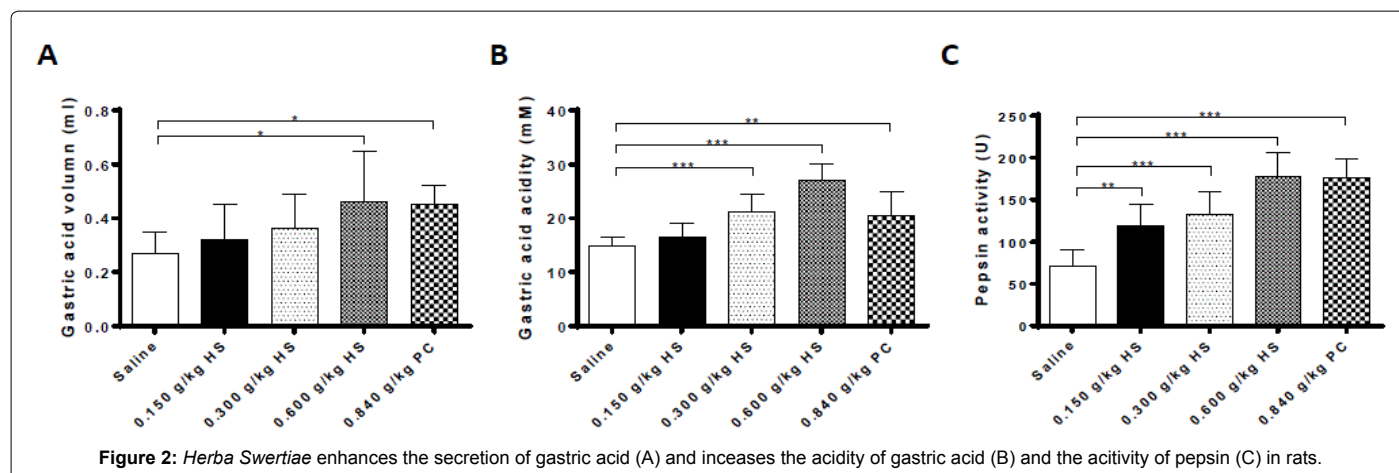 A
B
C
Gastric acid volumn (ml)
0.8
0.6
0.4
0.2
0.0
*
*
Saline
0.150 g/kg HS
0.300 g/kg HS
0.600 g/kg HS
0.840 g/kg PC
Gastric acid acidity (mM)
40
30
20
10
0
**
***
***
Saline
0.150 g/kg HS
0.300 g/kg HS
0.600 g/kg HS
0.840 g/kg PC
Pepsin activity (U)
250
200
150
100
50
0
***
***
***
**
Saline
0.150 g/kg HS
0.300 g/kg HS
0.600 g/kg HS
0.840 g/kg PC
Figure 2: Herba Swertiae enhances the secretion of gastric acid (A) and inceases the acidity of gastric acid (B) and the acitivity of pepsin (C) in rats.